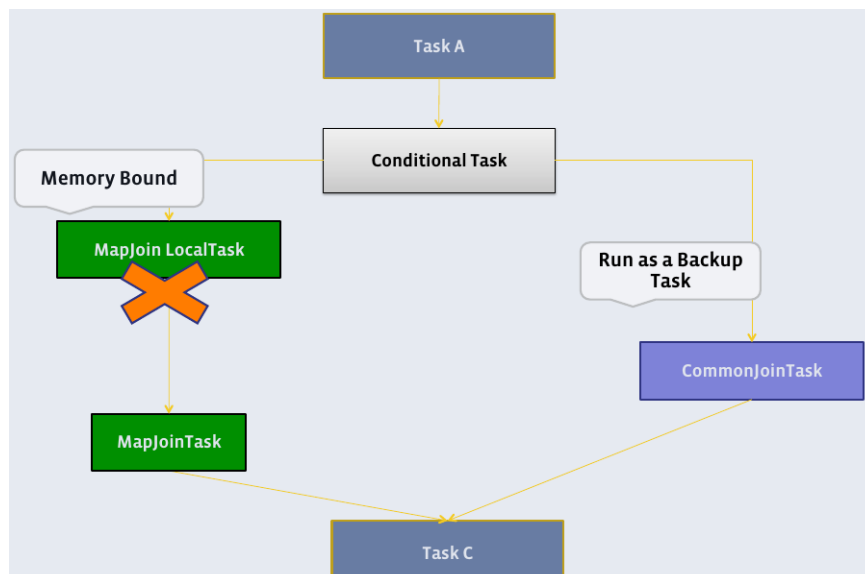 Task A
Conditional Task
Memory Bound
MapJoin LocalTask
Run as a Backup
Task
CommonJoinTask
MapJoinTask
Task C